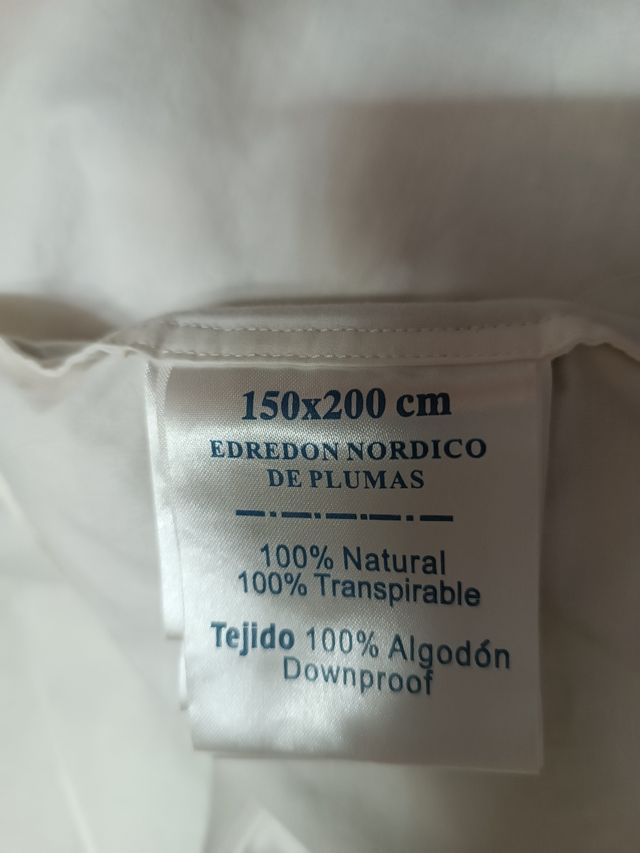 150x200 cm
EDREDON NORDICO
DE PLUMAS
100% Natural
100% Transpirable
Tejido 100% Algodón
Downproof